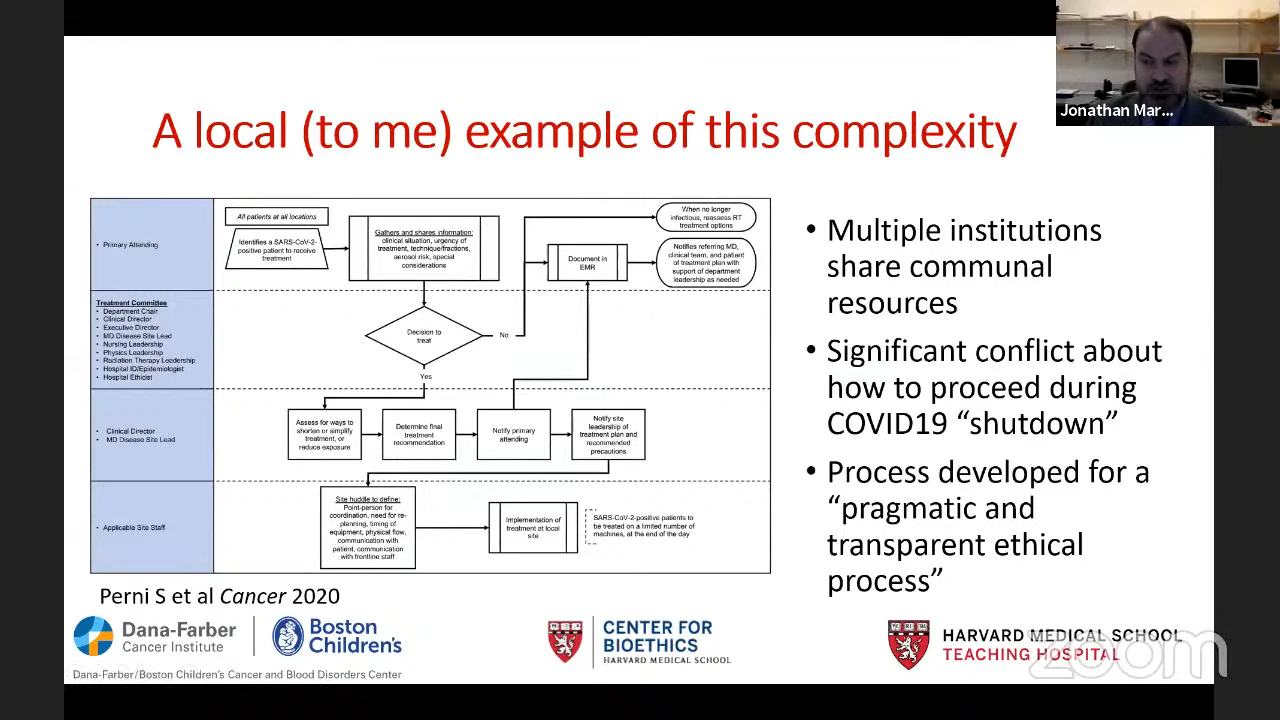 Jonathan Mar...
A local (to me) example of this complexity
• Primary Attending
All patients at all locations
Identifies a SARS-CoV-2-
positive patient to receive
treatment
Gathers and shares information:
clinical situation, urgency of
treatment, technique/fractions,
aerosol risk, special
considerations
Document in
EMR
When no longer
infectious, reassess RT
treatment options
Notifies referring MD,
clinical team, and patient
of treatment plan with
support of department
leadership as needed
Treatment Committee
• Department Chair
• Clinical Director
• Executive Director
• MD Disease Site Lead
• Nursing Leadership
• Physics Leadership
• Radiation Therapy Leadership
• Hospital ID/Epidemiologist
• Hospital Ethicist
Decision to
treat
No
Yes
• Clinical Director
• MD Disease Site Lead
Assess for ways to
shorten or simplify
treatment, or
reduce exposure
Determine final
treatment
recommendation
Notify primary
attending
Notify site
leadership of
treatment plan and
recommended
precautions
• Applicable Site Staff
Site huddle to define:
Point-person for
coordination, need for re-
planning, timing of
equipment, physical flow,
communication with
patient, communication
with frontline staff
Implementation of
treatment at local
site
SARS-CoV-2-positive patients to
be treated on a limited number of
machines, at the end of the day
• Multiple institutions
share communal
resources
• Significant conflict about
how to proceed during
COVID19 “shutdown”
• Process developed for a
“pragmatic and
transparent ethical
process”
Perni S et al Cancer 2020
Dana-Farber
Cancer Institute
Boston
Children's
Dana-Farber/Boston Children's Cancer and Blood Disorders Center
CENTER FOR
BIOETHICS
HARVARD MEDICAL SCHOOL
HARVARD MEDICAL SCHOOL
TEACHING HOSPITAL
zoom